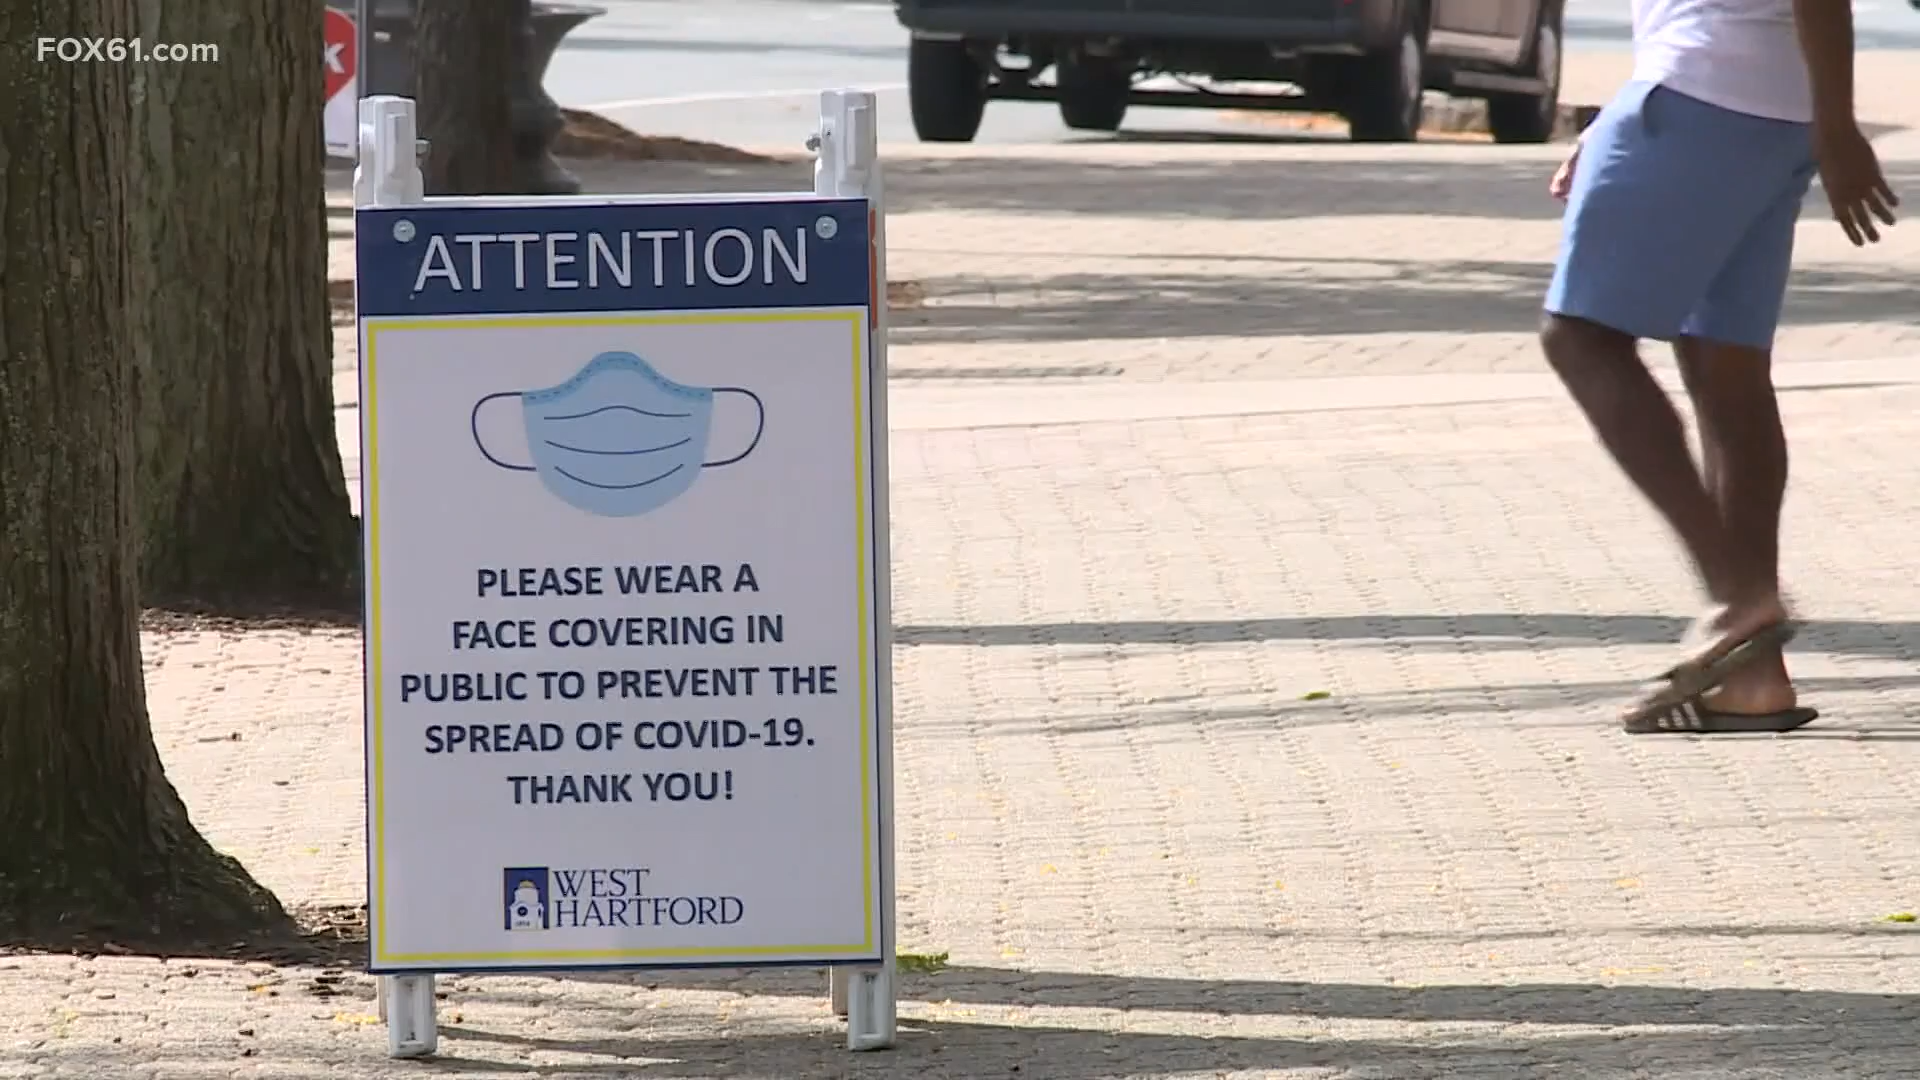 FOX61.com
ATTENTION
PLEASE WEAR A
FACE COVERING IN
PUBLIC TO PREVENT THE
SPREAD OF COVID-19.
THANK YOU!
WEST
HARTFORD